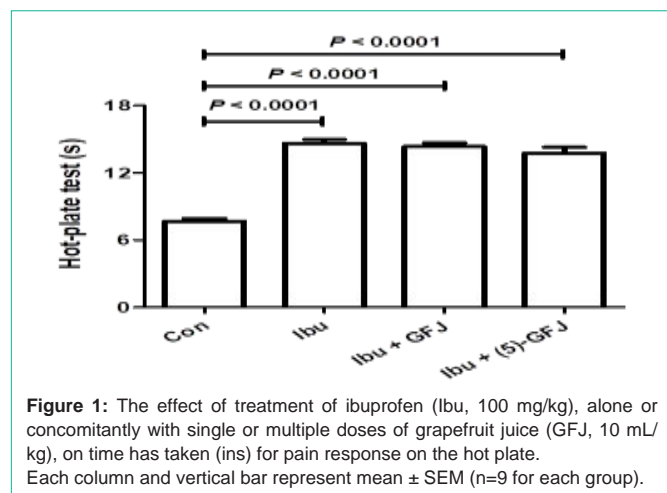 P < 0.0001
P < 0.0001
P < 0.0001
18
12
6
0
Hot-plate test (s)
Con
Ibu
Ibu + GFJ
Ibu + (5)-GFJ
Figure 1: The effect of treatment of ibuprofen (Ibu, 100 mg/kg), alone or
concomitantly with single or multiple doses of grapefruit juice (GFJ, 10 mL/
kg), on time has taken (ins) for pain response on the hot plate.
Each column and vertical bar represent mean ± SEM (n=9 for each group).